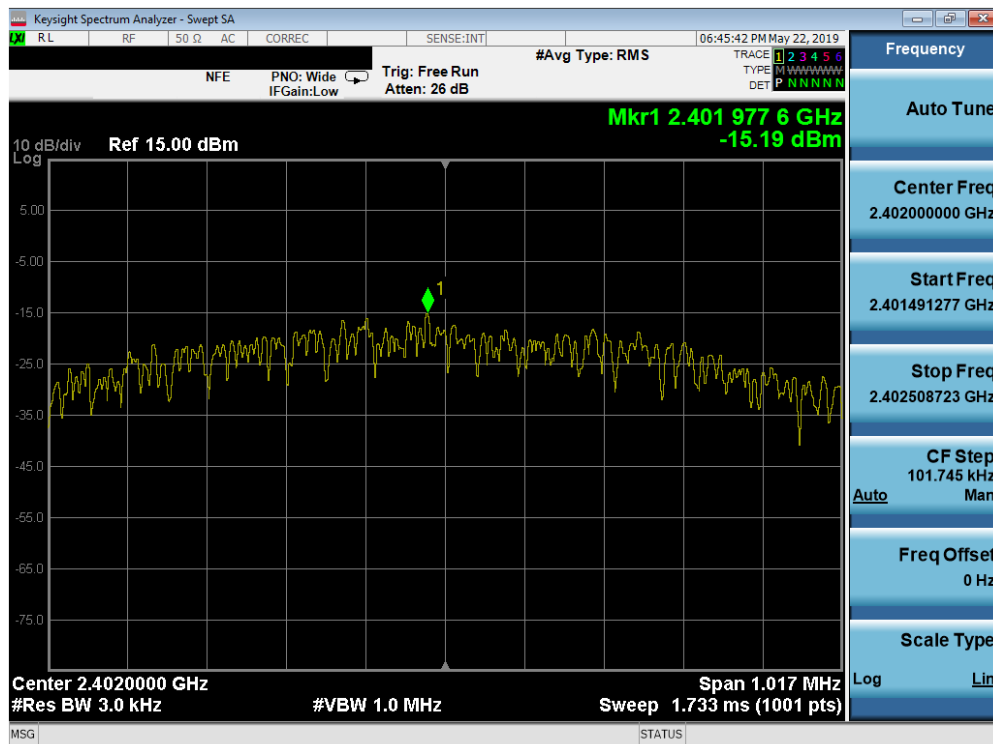 Keysight Spectrum Analyzer - Swept SA
LXI RL RF 50 Ω AC CORREC SENSE:INT 06:45:42 PM May 22, 2019
#Avg Type: RMS TRACE 1 2 3 4 5 6
NFE PNO: Wide Trig: Free Run TYPE M W W W W W
IFGain:Low Atten: 26 dB DET P N N N N N
Mkr1 2.401 977 6 GHz
-15.19 dBm
10 dB/div Ref 15.00 dBm
Log
5.00
-5.00
1
-15.0
-25.0
-35.0
-45.0
-55.0
-65.0
-75.0
Center 2.4020000 GHz Span 1.017 MHz
#Res BW 3.0 kHz #VBW 1.0 MHz Sweep 1.733 ms (1001 pts)
MSG STATUS
Frequency
Auto Tune
Center Freq
2.402000000 GHz
Start Freq
2.401491277 GHz
Stop Freq
2.402508723 GHz
CF Step
101.745 kHz
Auto Man
Freq Offset
0 Hz
Scale Type
Log Lin